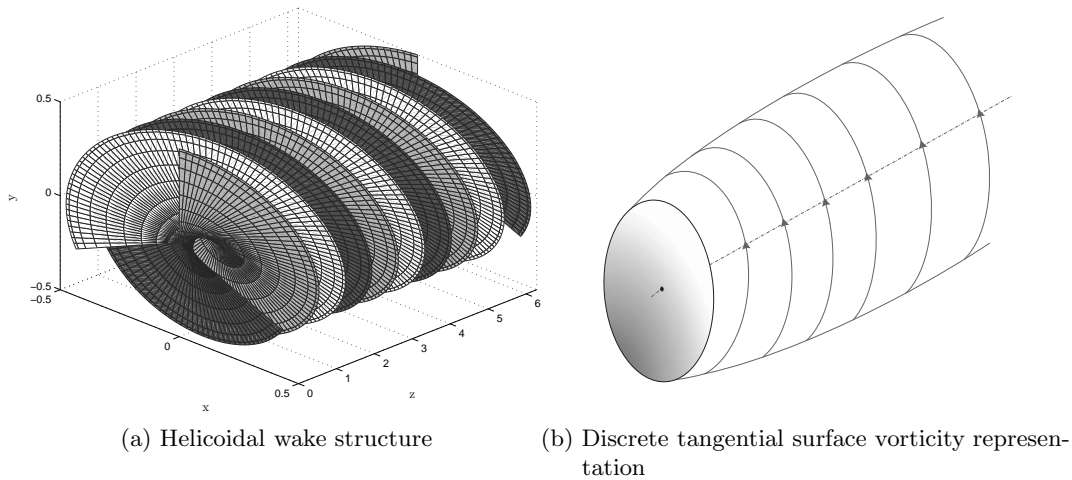 0.5
0
−0.5
−0.5
0
0.5
0
1
2
3
4
5
6
y
x
z
(a) Helicoidal wake structure
(b) Discrete tangential surface vorticity represen-
tation